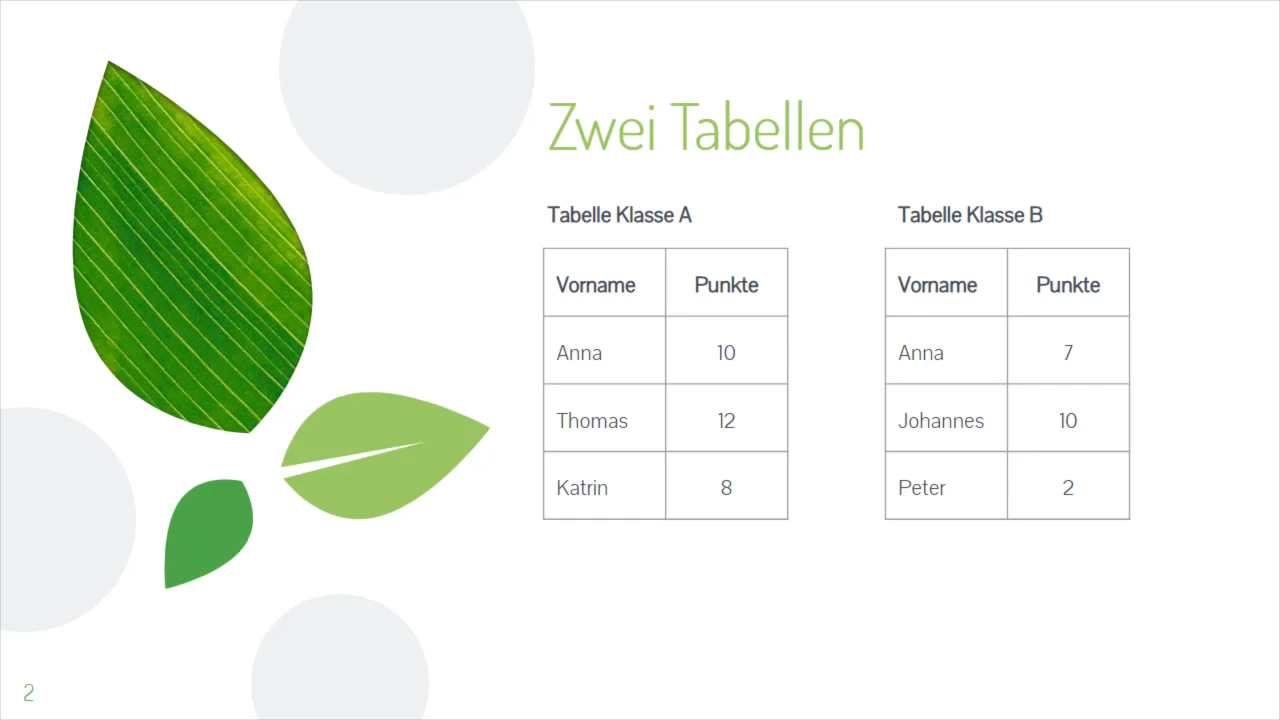 Zwei Tabellen
Tabelle Klasse A
Vorname Punkte
Anna 10
Thomas 12
Katrin 8
Tabelle Klasse B
Vorname Punkte
Anna 7
Johannes 10
Peter 2
2